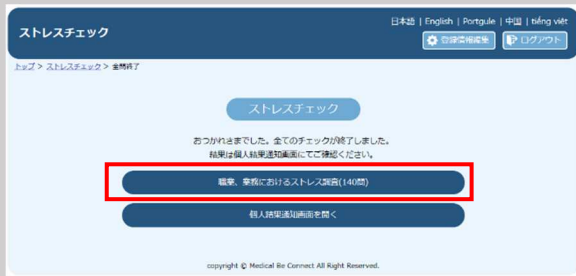 ストレスチェック
日本語 | English | Portgule | 中国 | tiếng việt
登録情報編集
ログアウト
トップ > ストレスチェック > 全問終了
ストレスチェック
おつかれさまでした。全てのチェックが終了しました。
結果は個人結果通知画面にてご確認ください。
職業、業務におけるストレス調査(140問)
個人結果通知画面を開く
copyright © Medical Be Connect All Right Reserved.